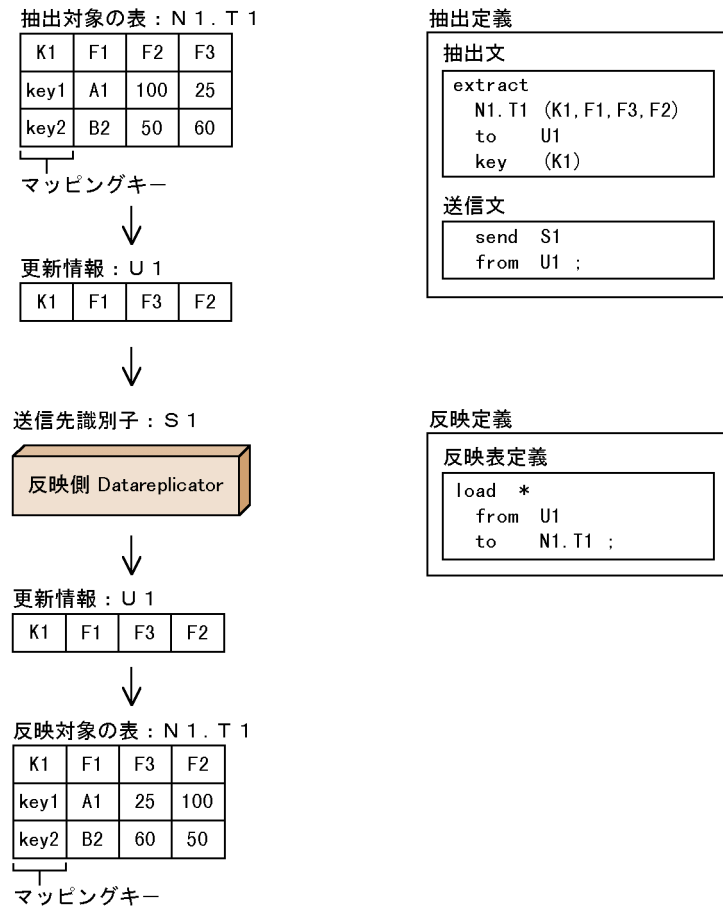 抽出対象の表：Ｎ１.Ｔ１
K1 F1 F2 F3
key1 A1 100 25
key2 B2 50 60
マッピングキー
更新情報：Ｕ１
K1 F1 F3 F2
送信先識別子：Ｓ１
反映側 Datareplicator
更新情報：Ｕ１
K1 F1 F3 F2
反映対象の表：Ｎ１.Ｔ１
K1 F1 F3 F2
key1 A1 25 100
key2 B2 60 50
マッピングキー
抽出定義
抽出文
extract
N1.T1 (K1,F1,F3,F2)
to U1
key (K1)
送信文
send S1
from U1 ;
反映定義
反映表定義
load *
from U1
to N1.T1 ;